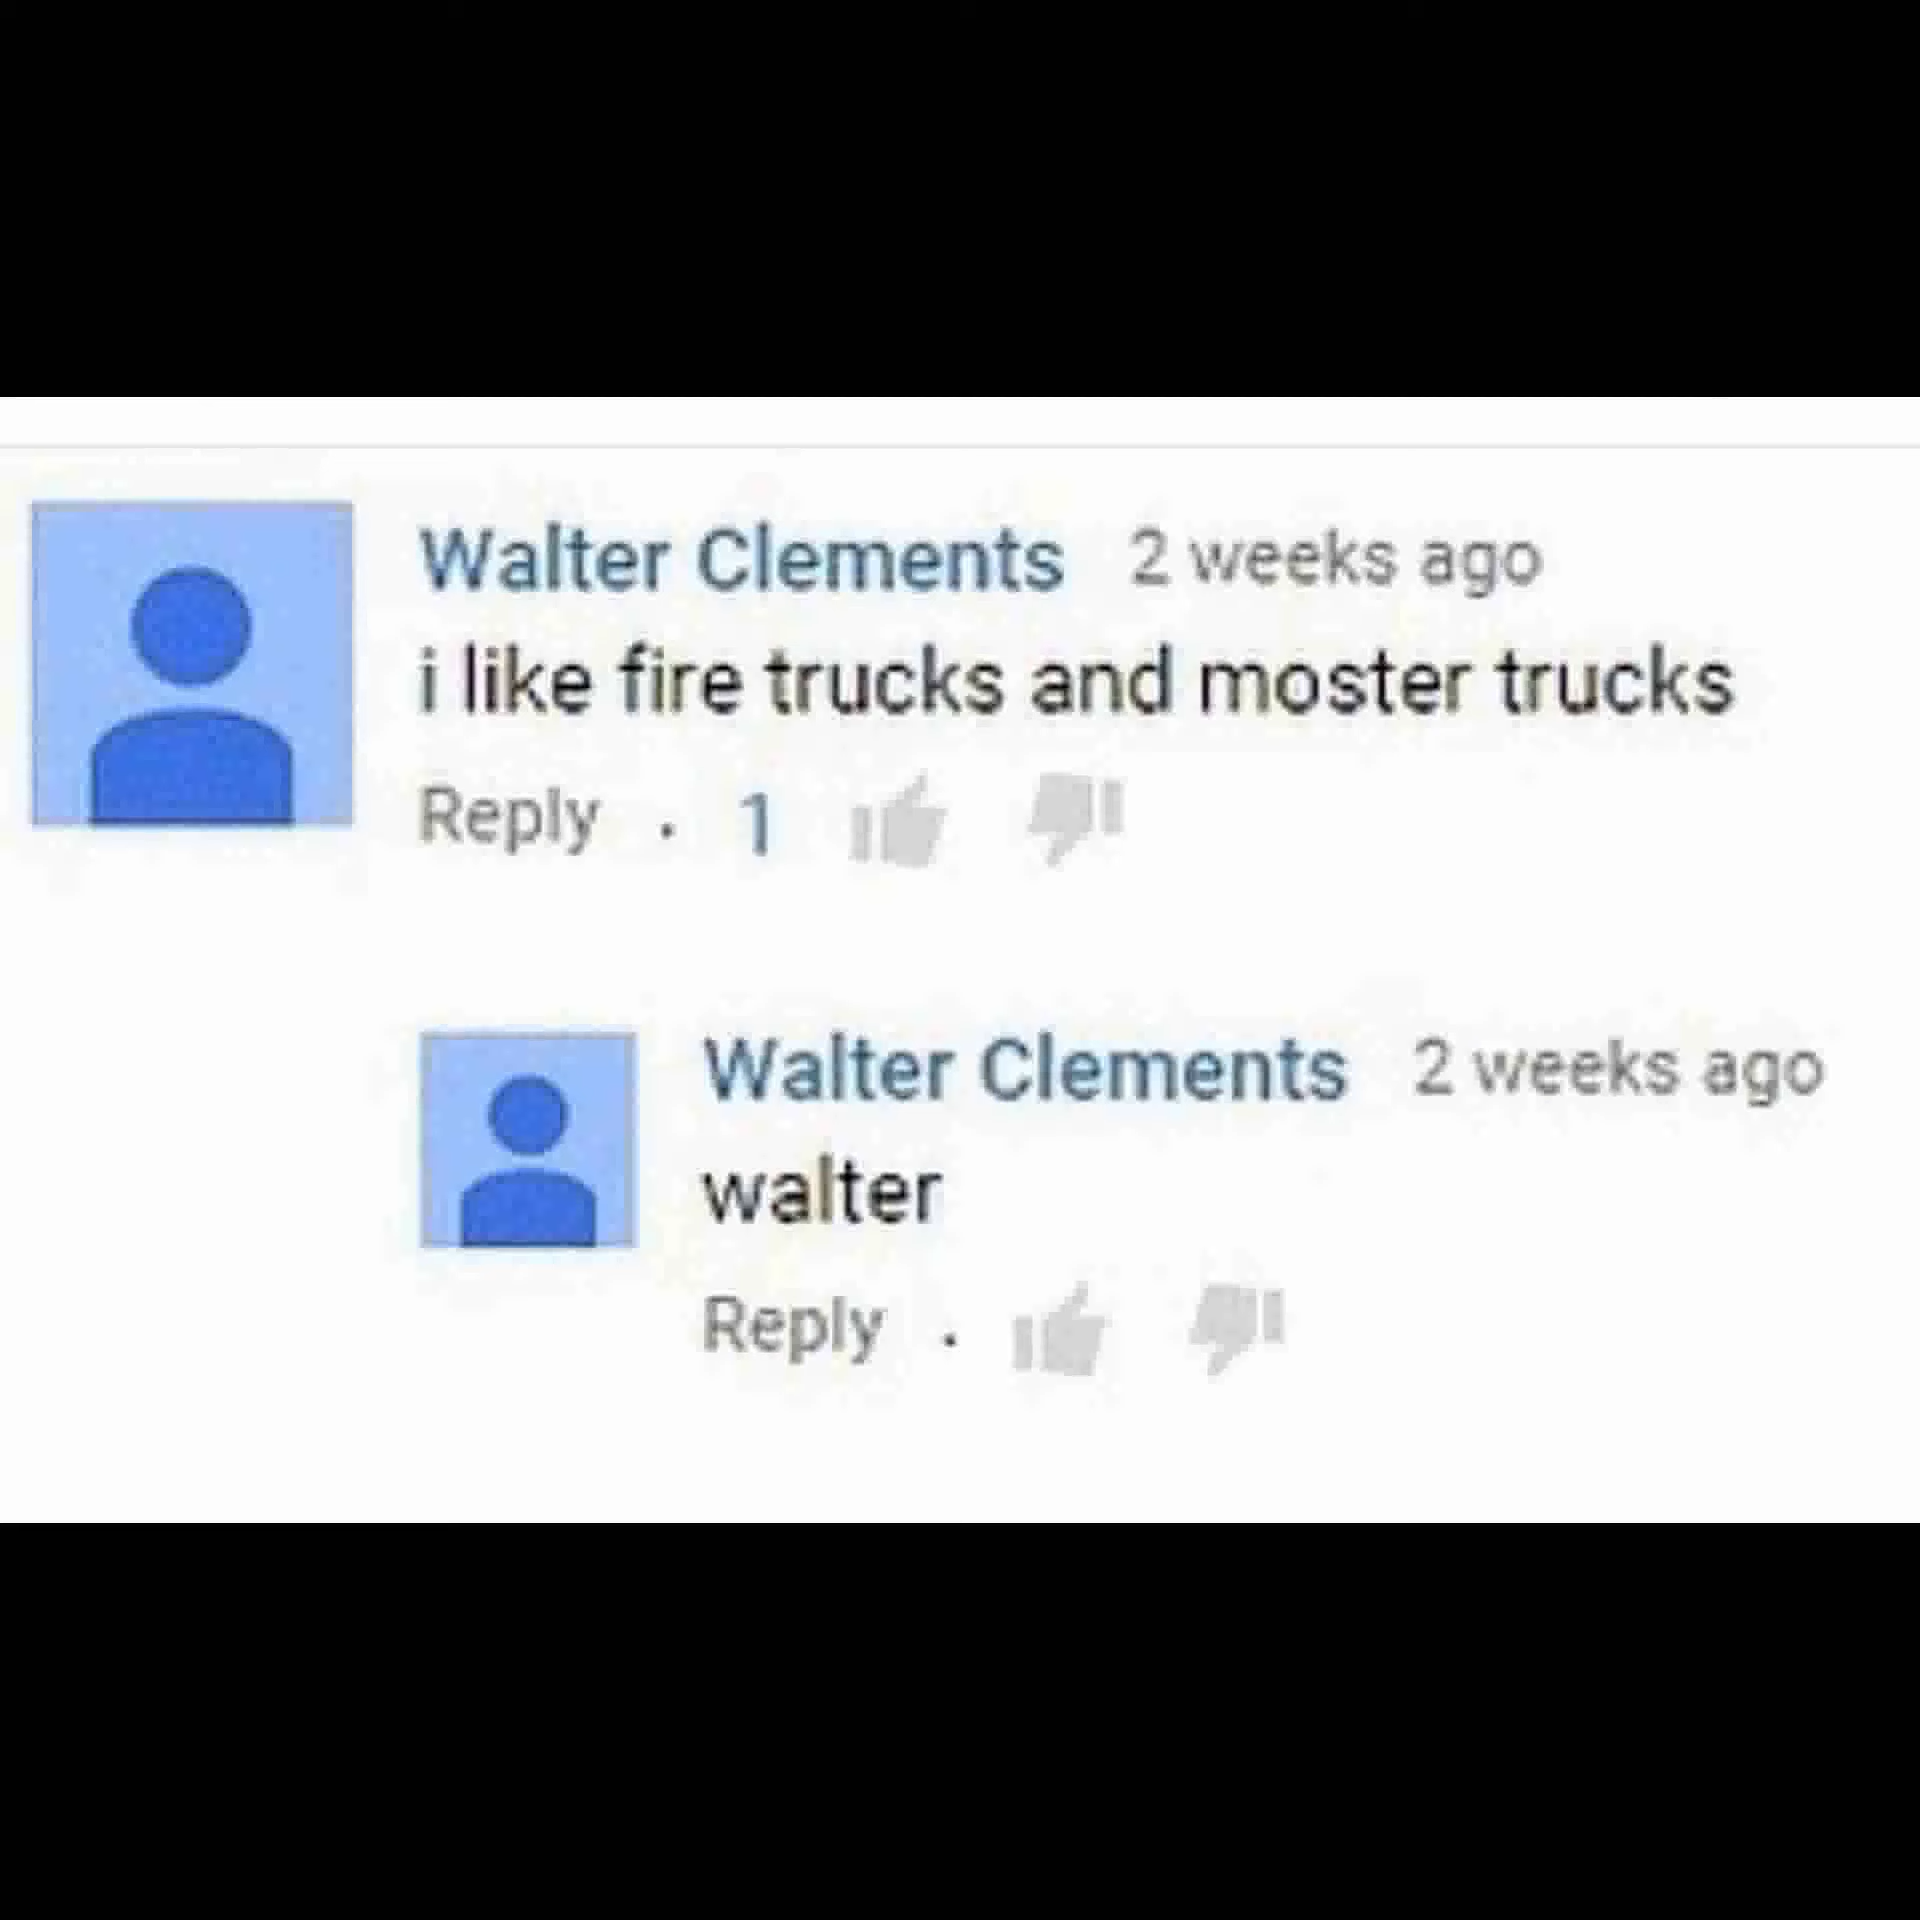 Walter Clements 2 weeks ago
i like fire trucks and moster trucks
Reply · 1
Walter Clements 2 weeks ago
walter
Reply ·